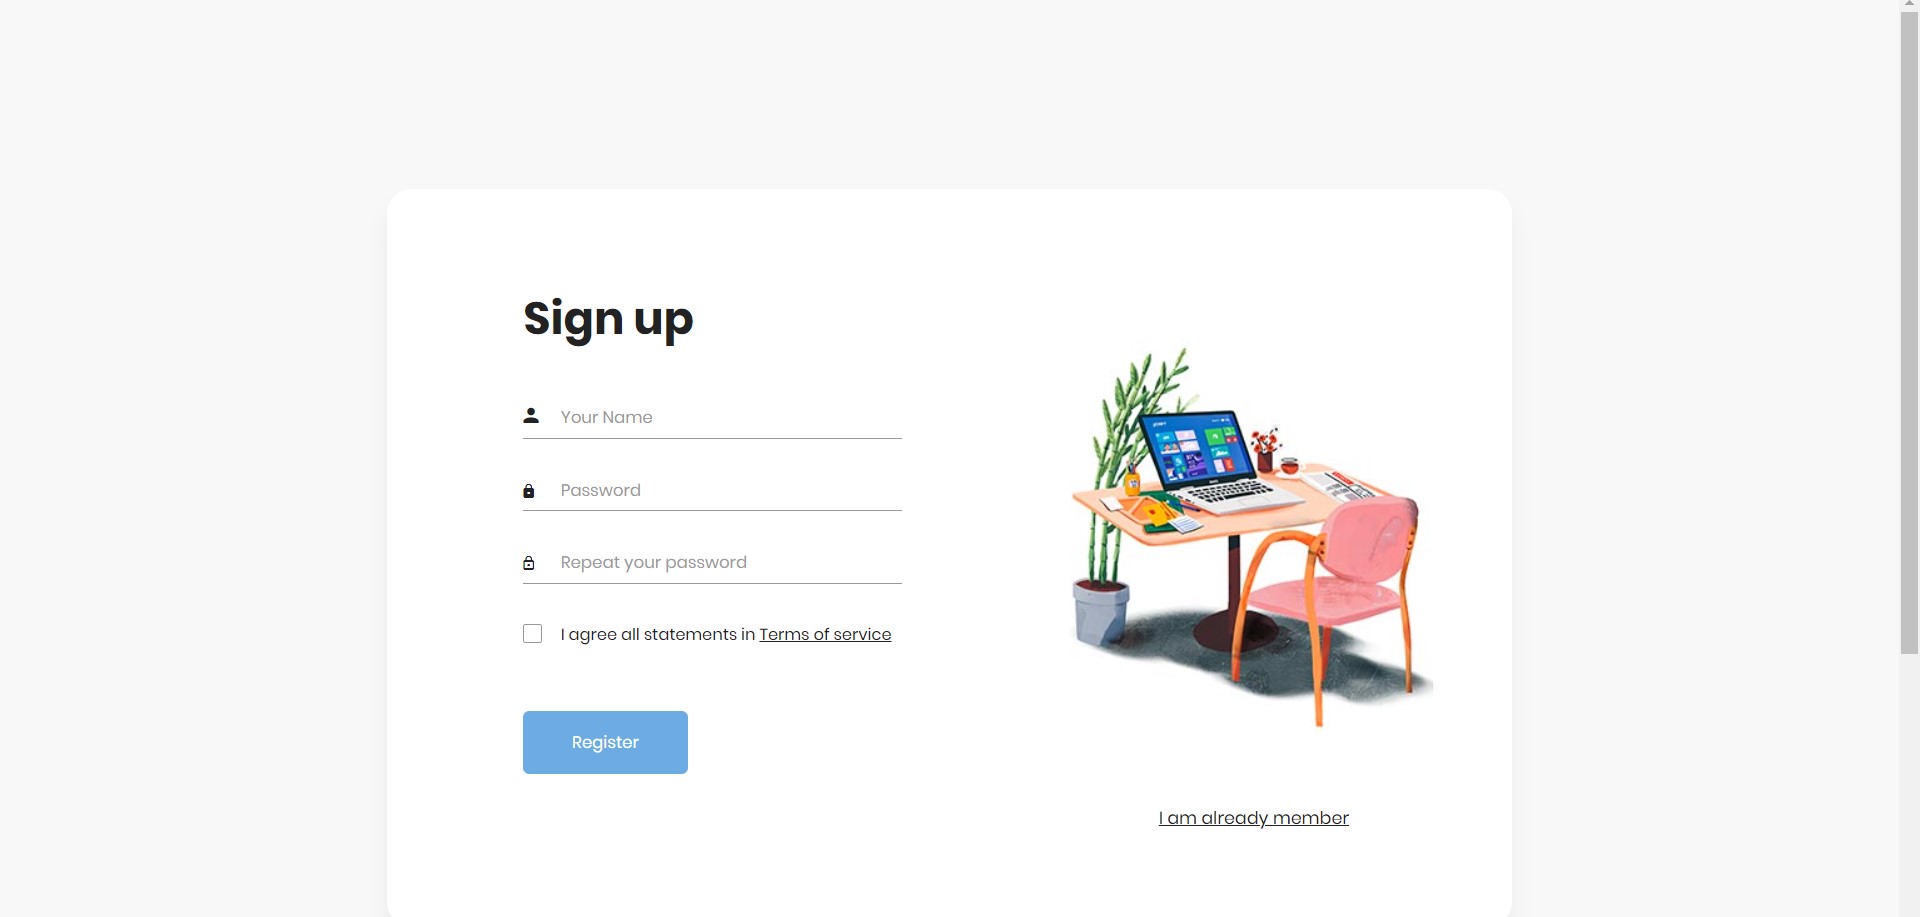 Sign up
Your Name
Password
Repeat your password
I agree all statements in Terms of service
Register
I am already member